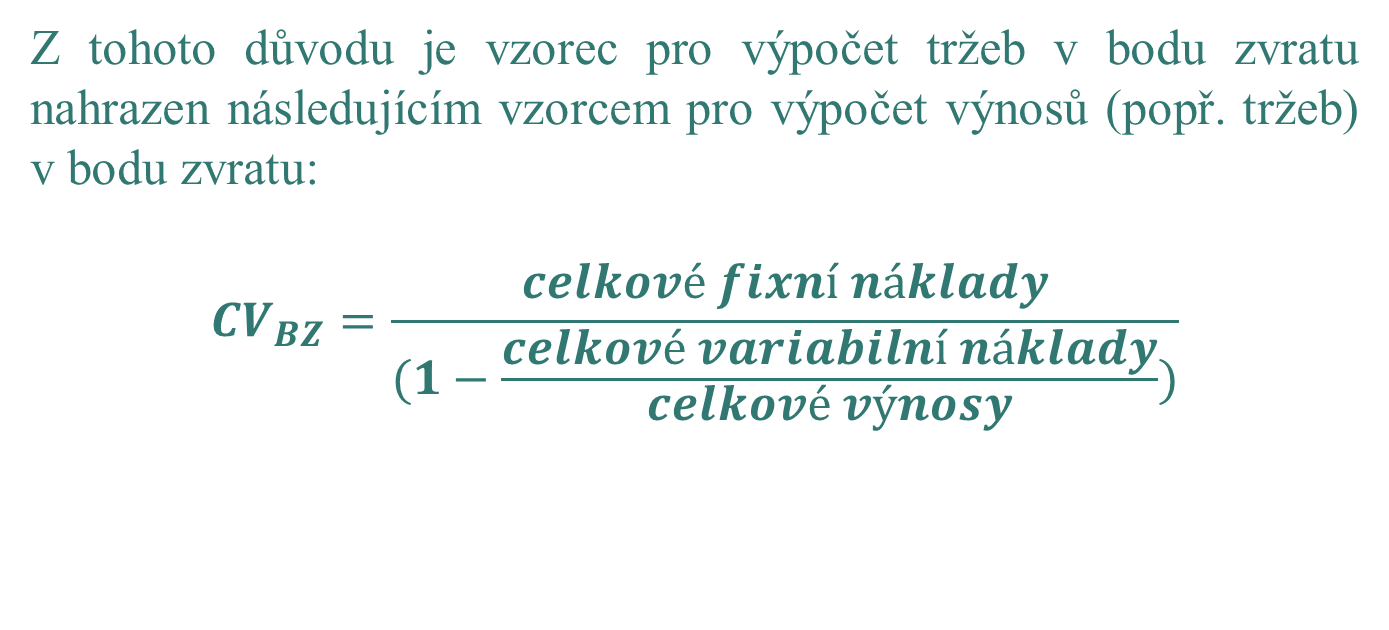 Z tohoto důvodu je vzorec pro výpočet tržeb v bodu zvratu
nahrazen následujícím vzorcem pro výpočet výnosů (popř. tržeb)
v bodu zvratu:
celkové fixní náklady
CV_BZ =
celkové variabilní náklady
(1 − )
celkové výnosy